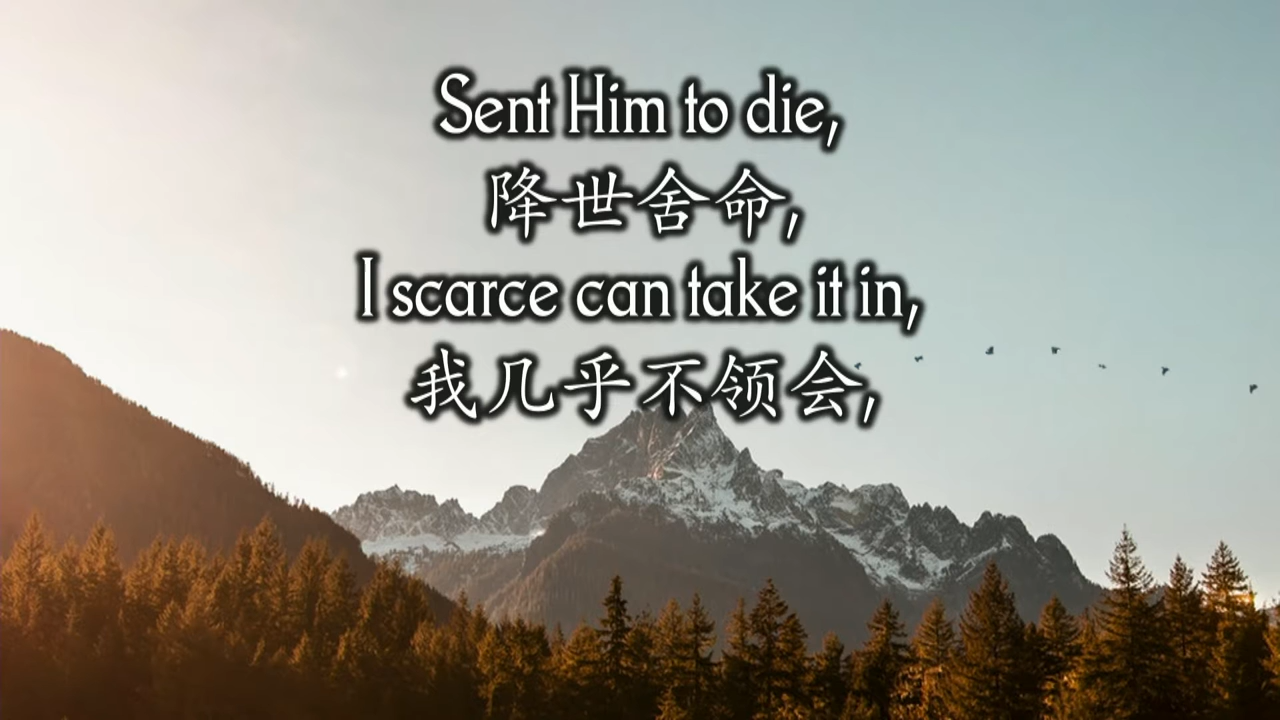 Sent Him to die,
降世舍命,
I scarce can take it in,
我几乎不领会,